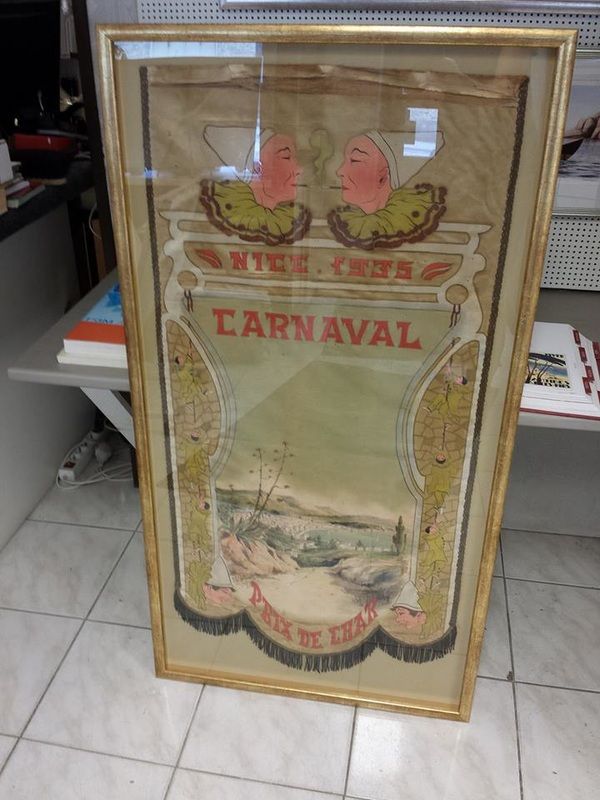 NICE . 1935
CARNAVAL
PRIX DE CHAR